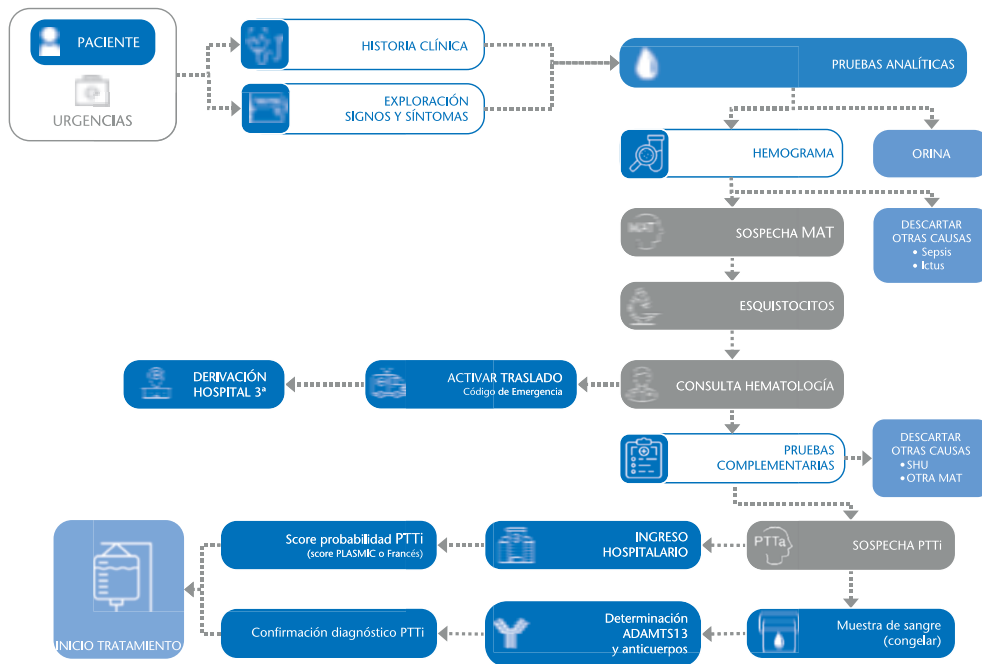 PACIENTE
URGENCIAS
HISTORIA CLÍNICA
EXPLORACIÓN
SIGNOS Y SÍNTOMAS
PRUEBAS ANALÍTICAS
HEMOGRAMA
ORINA
MAT
SOSPECHA MAT
DESCARTAR
OTRAS CAUSAS
• Sepsis
• Ictus
ESQUISTOCITOS
CONSULTA HEMATOLOGÍA
ACTIVAR TRASLADO
Código de Emergencia
DERIVACIÓN
HOSPITAL 3ª
PRUEBAS
COMPLEMENTARIAS
DESCARTAR
OTRAS CAUSAS
• SHU
• OTRA MAT
PTTa
SOSPECHA PTTi
INGRESO
HOSPITALARIO
Score probabilidad PTTi
(score PLASMIC o Francés)
Muestra de sangre
(congelar)
Determinación
ADAMTS13
y anticuerpos
Confirmación diagnóstico PTTi
INICIO TRATAMIENTO